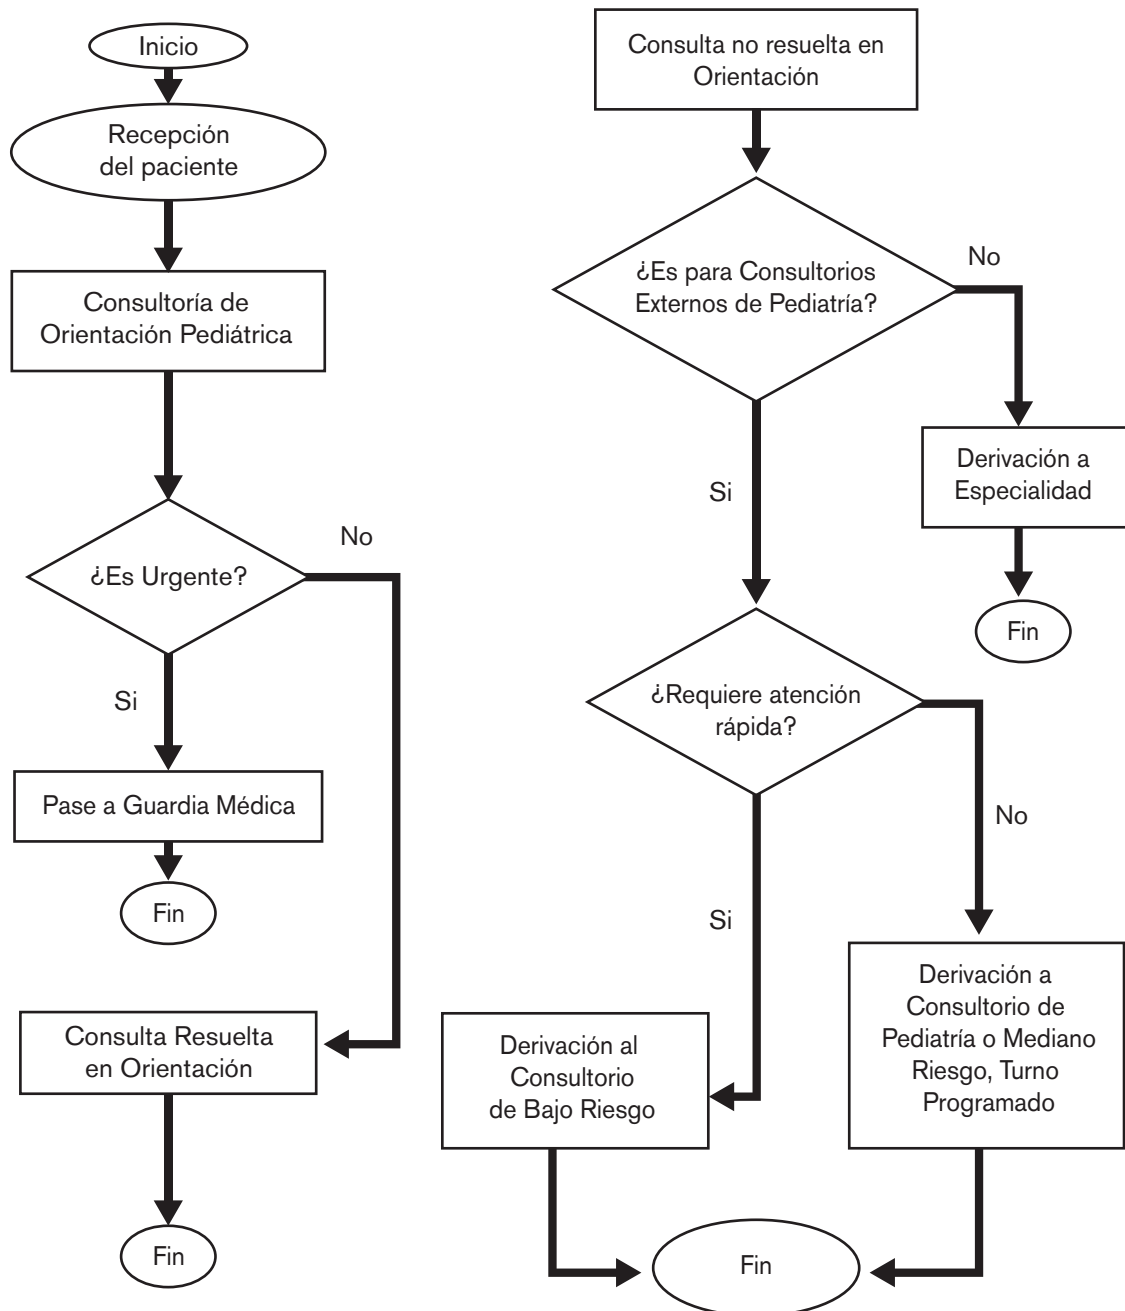 Inicio
Recepción
del paciente
Consultoría de
Orientación Pediátrica
¿Es Urgente?
No
Si
Pase a Guardia Médica
Fin
Consulta Resuelta
en Orientación
Fin
Consulta no resuelta en
Orientación
¿Es para Consultorios
Externos de Pediatría?
No
Derivación a
Especialidad
Fin
Si
¿Requiere atención
rápida?
No
Si
Derivación al
Consultorio
de Bajo Riesgo
Derivación a
Consultorio de
Pediatría o Mediano
Riesgo, Turno
Programado
Fin